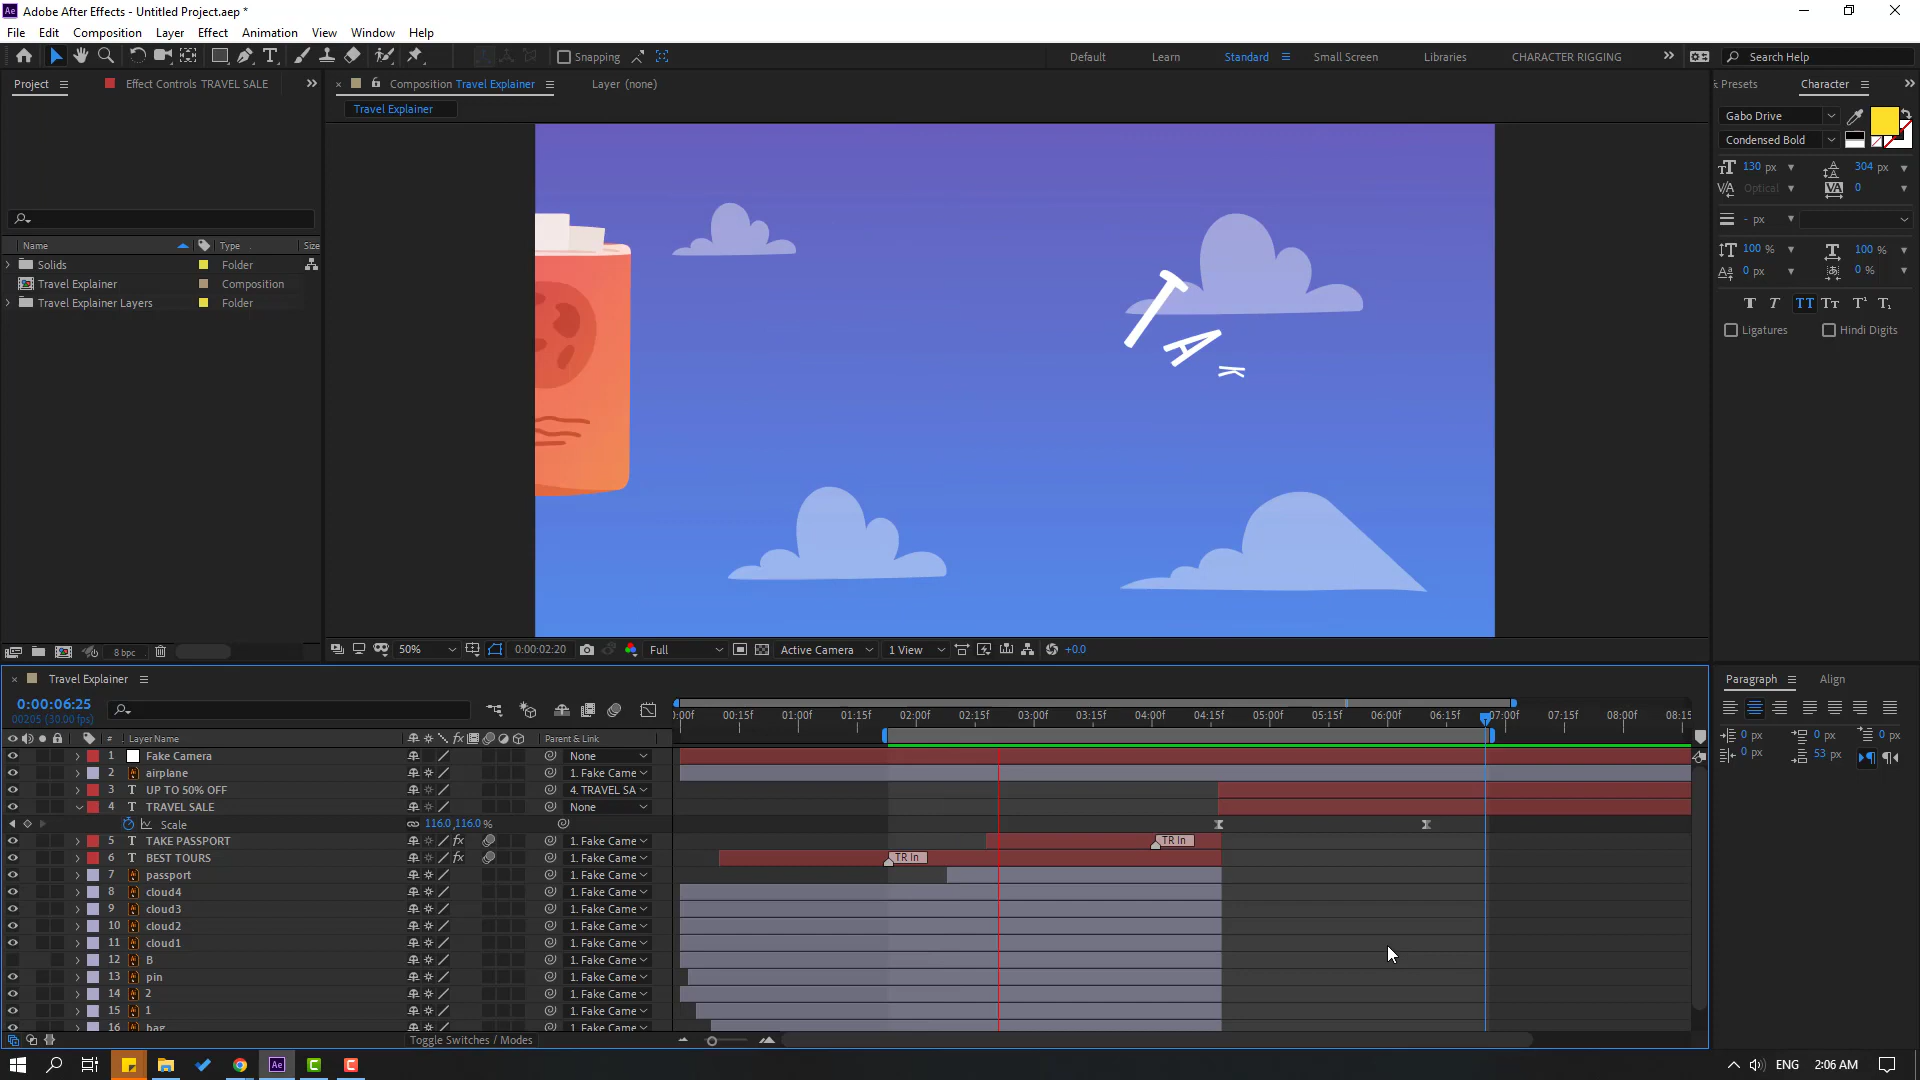 Adobe After Effects - Untitled Project.aep *
File Edit Composition Layer Effect Animation View Window Help
Snapping
Default Learn Standard Small Screen Libraries CHARACTER RIGGING Search Help
Project Effect Controls TRAVEL SALE
Composition Travel Explainer Layer (none)
Travel Explainer
Presets Character
Gabo Drive
Condensed Bold
130 px 304 px
Optical 0
- px
100 % 100 %
0 px 0 %
Ligatures Hindi Digits
Name Type Size
Solids Folder
Travel Explainer Composition
Travel Explainer Layers Folder
T A K
8 bpc
50% 0:00:02:20 Full Active Camera 1 View +0.0
Travel Explainer
0:00:06:25
00205 (30.00 fps)
:00f 00:15f 01:00f 01:15f 02:00f 02:15f 03:00f 03:15f 04:00f 04:15f 05:00f 05:15f 06:00f 06:15f 07:00f 07:15f 08:00f 08:15
# Layer Name Parent & Link
1 Fake Camera None
2 airplane 1. Fake Came
3 T UP TO 50% OFF 4. TRAVEL SA
4 T TRAVEL SALE None
Scale 116.0,116.0 %
5 T TAKE PASSPORT fx 1. Fake Came TR In
6 T BEST TOURS fx 1. Fake Came TR In
7 passport 1. Fake Came
8 cloud4 1. Fake Came
9 cloud3 1. Fake Came
10 cloud2 1. Fake Came
11 cloud1 1. Fake Came
12 B 1. Fake Came
13 pin 1. Fake Came
14 2 1. Fake Came
15 1 1. Fake Came
16 bag 1. Fake Came
Toggle Switches / Modes
Paragraph Align
0 px 0 px 0 px
0 px 53 px
ENG 2:06 AM